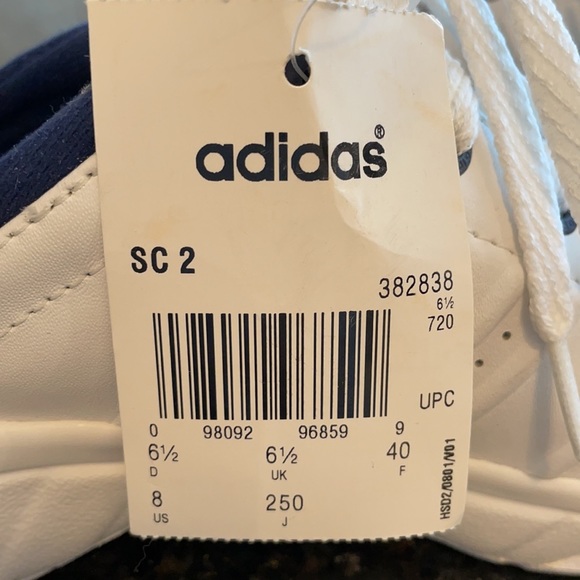 adidas®
SC 2
382838
6½
720
UPC
0 98092 96859 9
6½ 6½ 40
D UK F
8 250
US J
HSD2/0801/V01